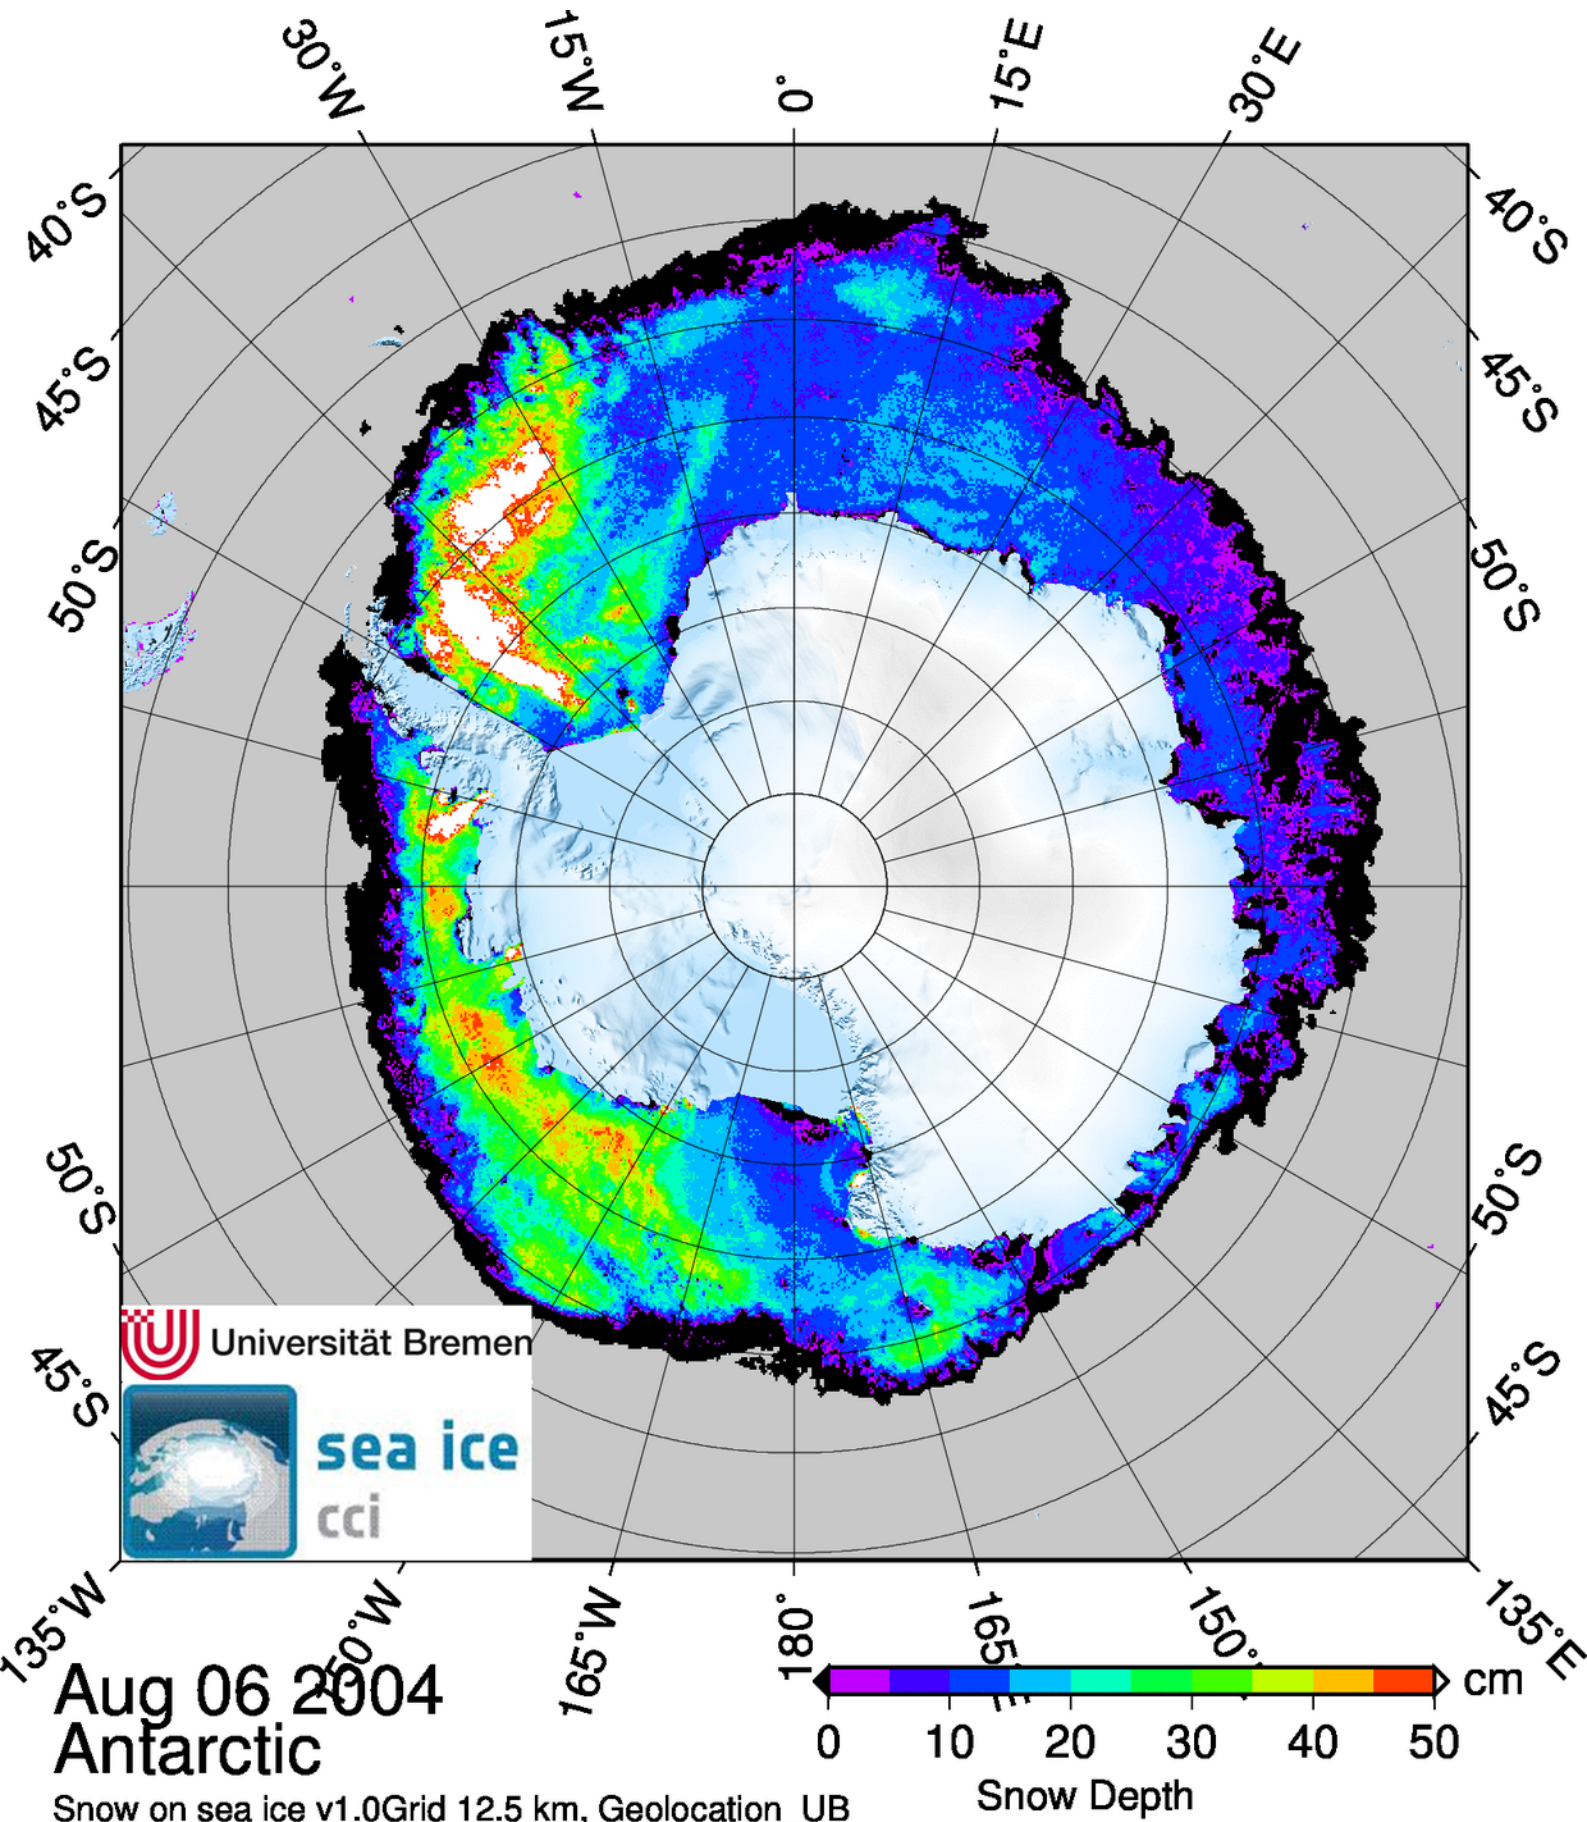 30°W
15°W
0°
15°E
30°E
40°S
40°S
45°S
45°S
50°S
50°S
50°S
50°S
45°S
45°S
Universität Bremen
sea ice
cci
135°W
165°W
180°
135°E
Aug 06 2004
Antarctic
Snow on sea ice v1.0Grid 12.5 km, Geolocation UB
cm
0 10 20 30 40 50
Snow Depth